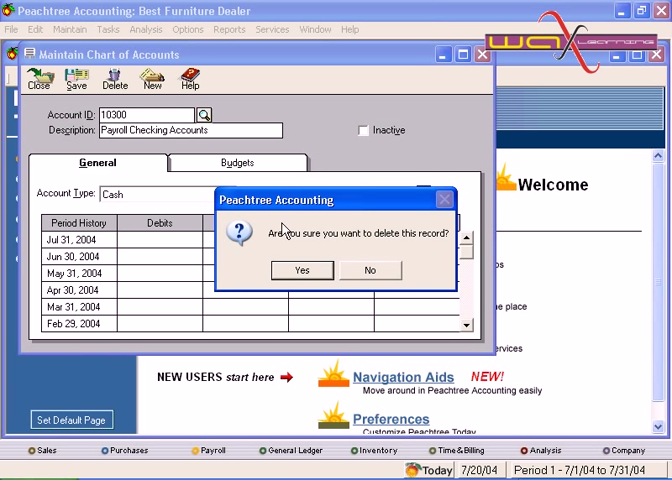 Peachtree Accounting: Best Furniture Dealer
File Edit Maintain Tasks Analysis Options Reports Services Window Help
wax Learning
Maintain Chart of Accounts
Close Save Delete New Help
Account ID: 10300
Description: Payroll Checking Accounts
Inactive
General Budgets
Account Type: Cash
Peachtree Accounting
Are you sure you want to delete this record?
Yes No
Period History Debits
Jul 31, 2004
Jun 30, 2004
May 31, 2004
Apr 30, 2004
Mar 31, 2004
Feb 29, 2004
Welcome
e place
ervices
NEW USERS start here
Navigation Aids NEW!
Move around in Peachtree Accounting easily
Preferences
Customize Peachtree Today
Set Default Page
Sales Purchases Payroll General Ledger Inventory Time & Billing Analysis Company
Today 7/20/04 Period 1 - 7/1/04 to 7/31/04